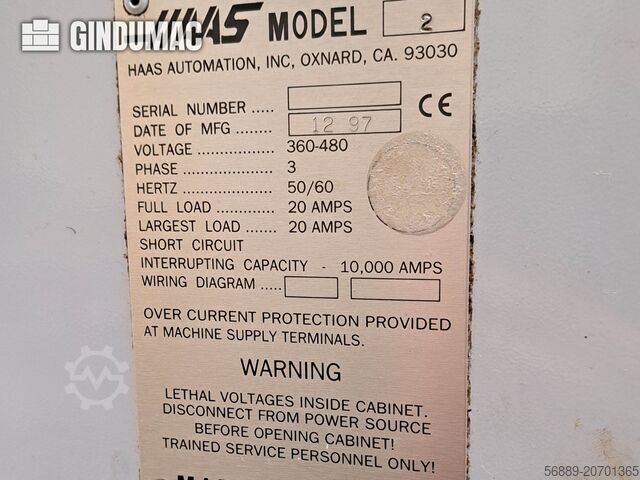 GINDUMAC
HAAS MODEL 2
HAAS AUTOMATION, INC, OXNARD, CA. 93030
SERIAL NUMBER .....
CE
DATE OF MFG ........ 12 97
VOLTAGE ................ 360-480
PHASE .................... 3
HERTZ ................... 50/60
FULL LOAD ............. 20 AMPS
LARGEST LOAD ....... 20 AMPS
SHORT CIRCUIT
INTERRUPTING CAPACITY - 10,000 AMPS
WIRING DIAGRAM .....
OVER CURRENT PROTECTION PROVIDED
AT MACHINE SUPPLY TERMINALS.
WARNING
LETHAL VOLTAGES INSIDE CABINET.
DISCONNECT FROM POWER SOURCE
BEFORE OPENING CABINET!
TRAINED SERVICE PERSONNEL ONLY!
56889-20701365